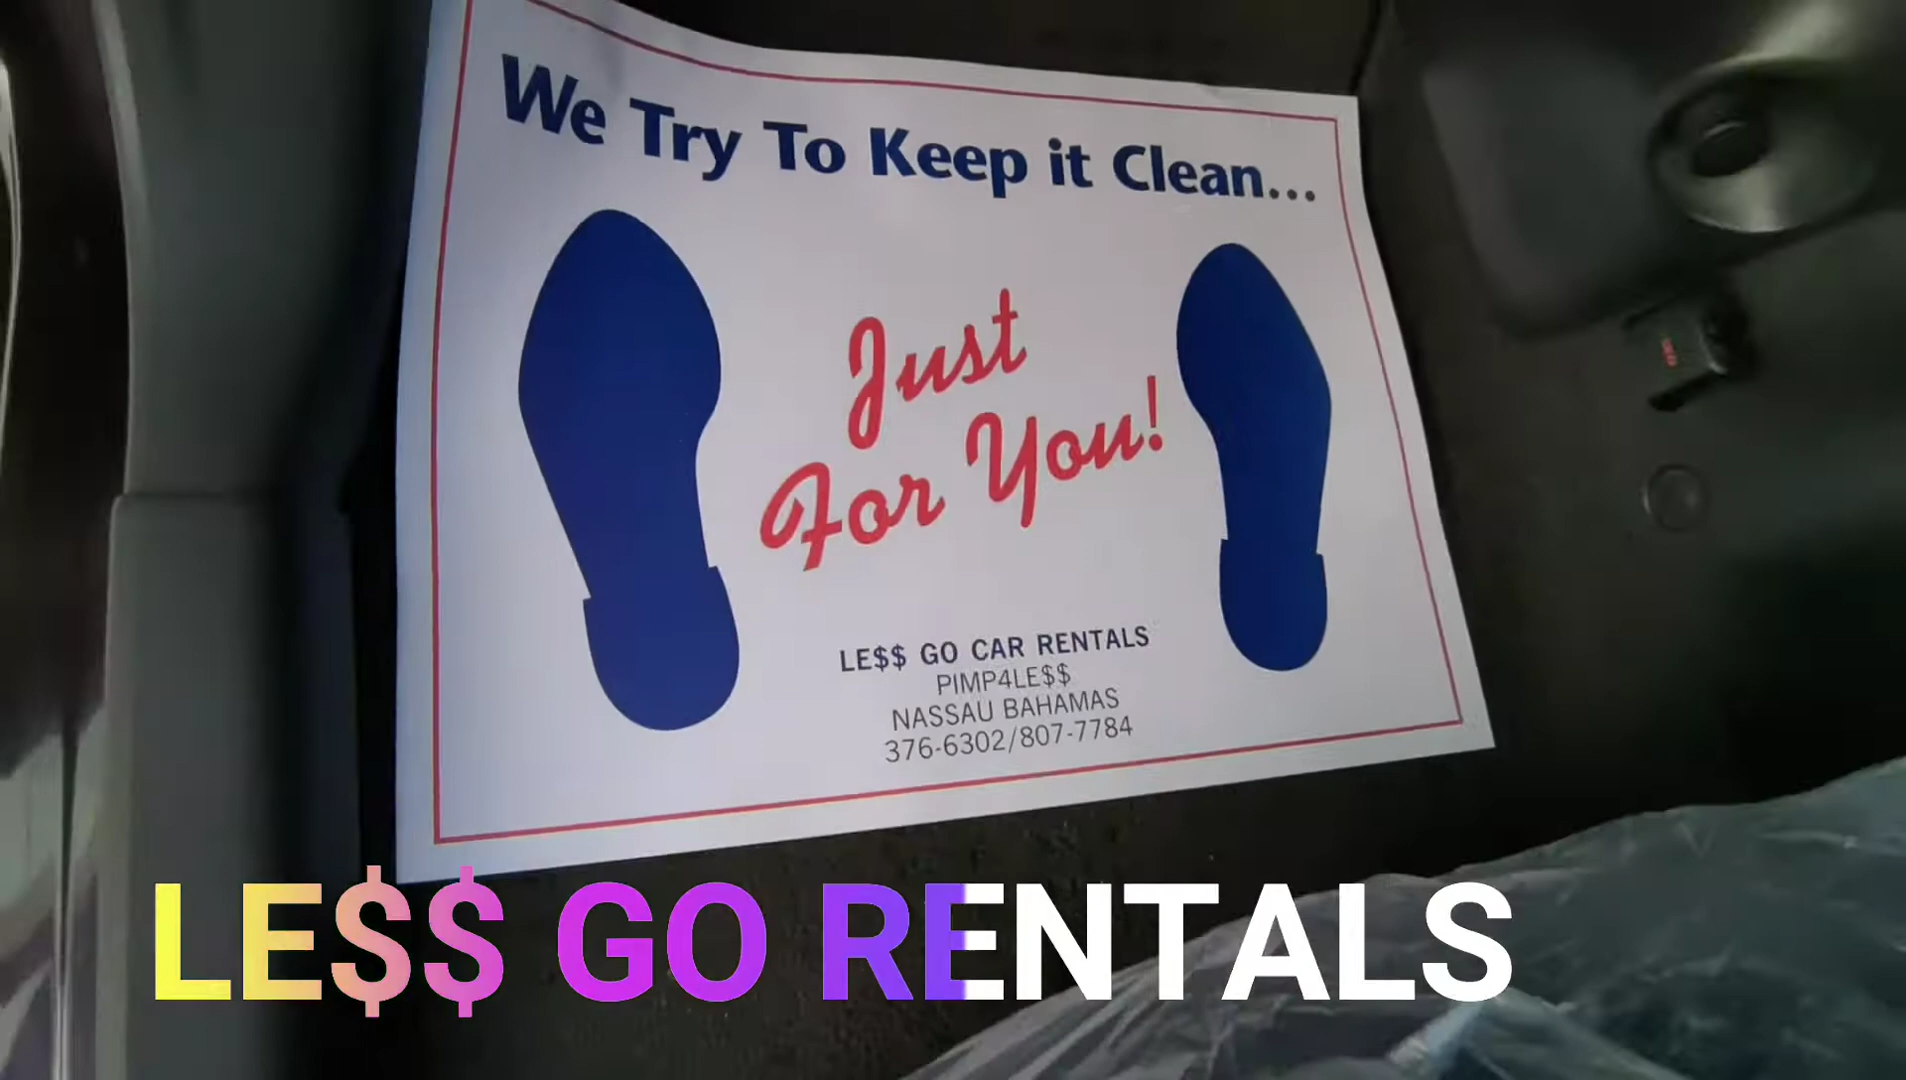 We Try To Keep it Clean...
Just
For You!
LE$$ GO CAR RENTALS
PIMP4LE$$
NASSAU BAHAMAS
376-6302/807-7784
LE$$ GO RENTALS